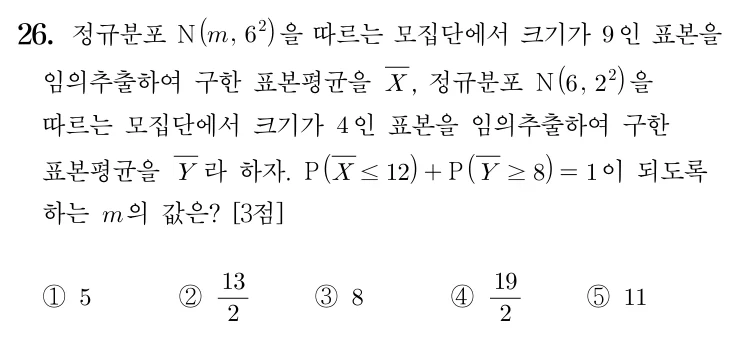 26. 정규분포 N(m, 6²)을 따르는 모집단에서 크기가 9인 표본을
임의추출하여 구한 표본평균을 X̅, 정규분포 N(6, 2²)을
따르는 모집단에서 크기가 4인 표본을 임의추출하여 구한
표본평균을 Y̅라 하자. P(X̅ ≤ 12) + P(Y̅ ≥ 8) = 1이 되도록
하는 m의 값은? [3점]
① 5 ② 13/2 ③ 8 ④ 19/2 ⑤ 11